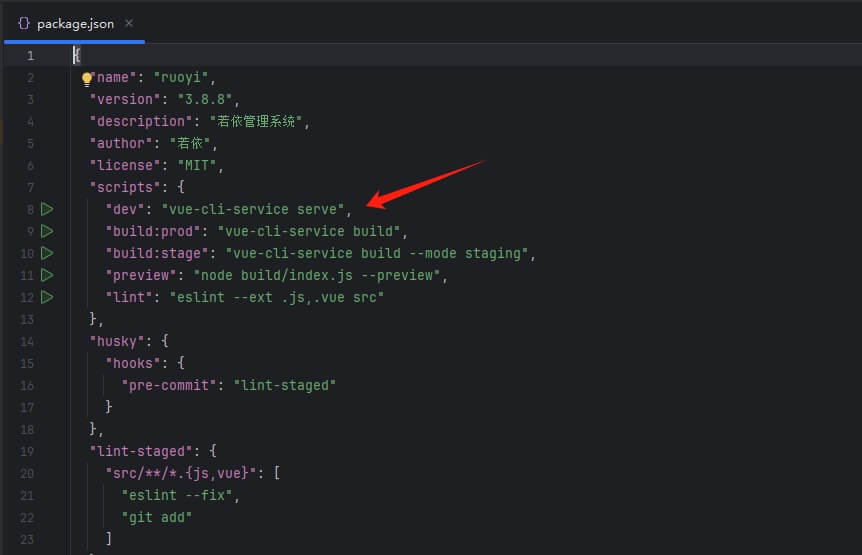 package.json
1 {
2 "name": "ruoyi",
3 "version": "3.8.8",
4 "description": "若依管理系统",
5 "author": "若依",
6 "license": "MIT",
7 "scripts": {
8 "dev": "vue-cli-service serve",
9 "build:prod": "vue-cli-service build",
10 "build:stage": "vue-cli-service build --mode staging",
11 "preview": "node build/index.js --preview",
12 "lint": "eslint --ext .js,.vue src"
13 },
14 "husky": {
15 "hooks": {
16 "pre-commit": "lint-staged"
17 }
18 },
19 "lint-staged": {
20 "src/**/*.{js,vue}": [
21 "eslint --fix",
22 "git add"
23 ]